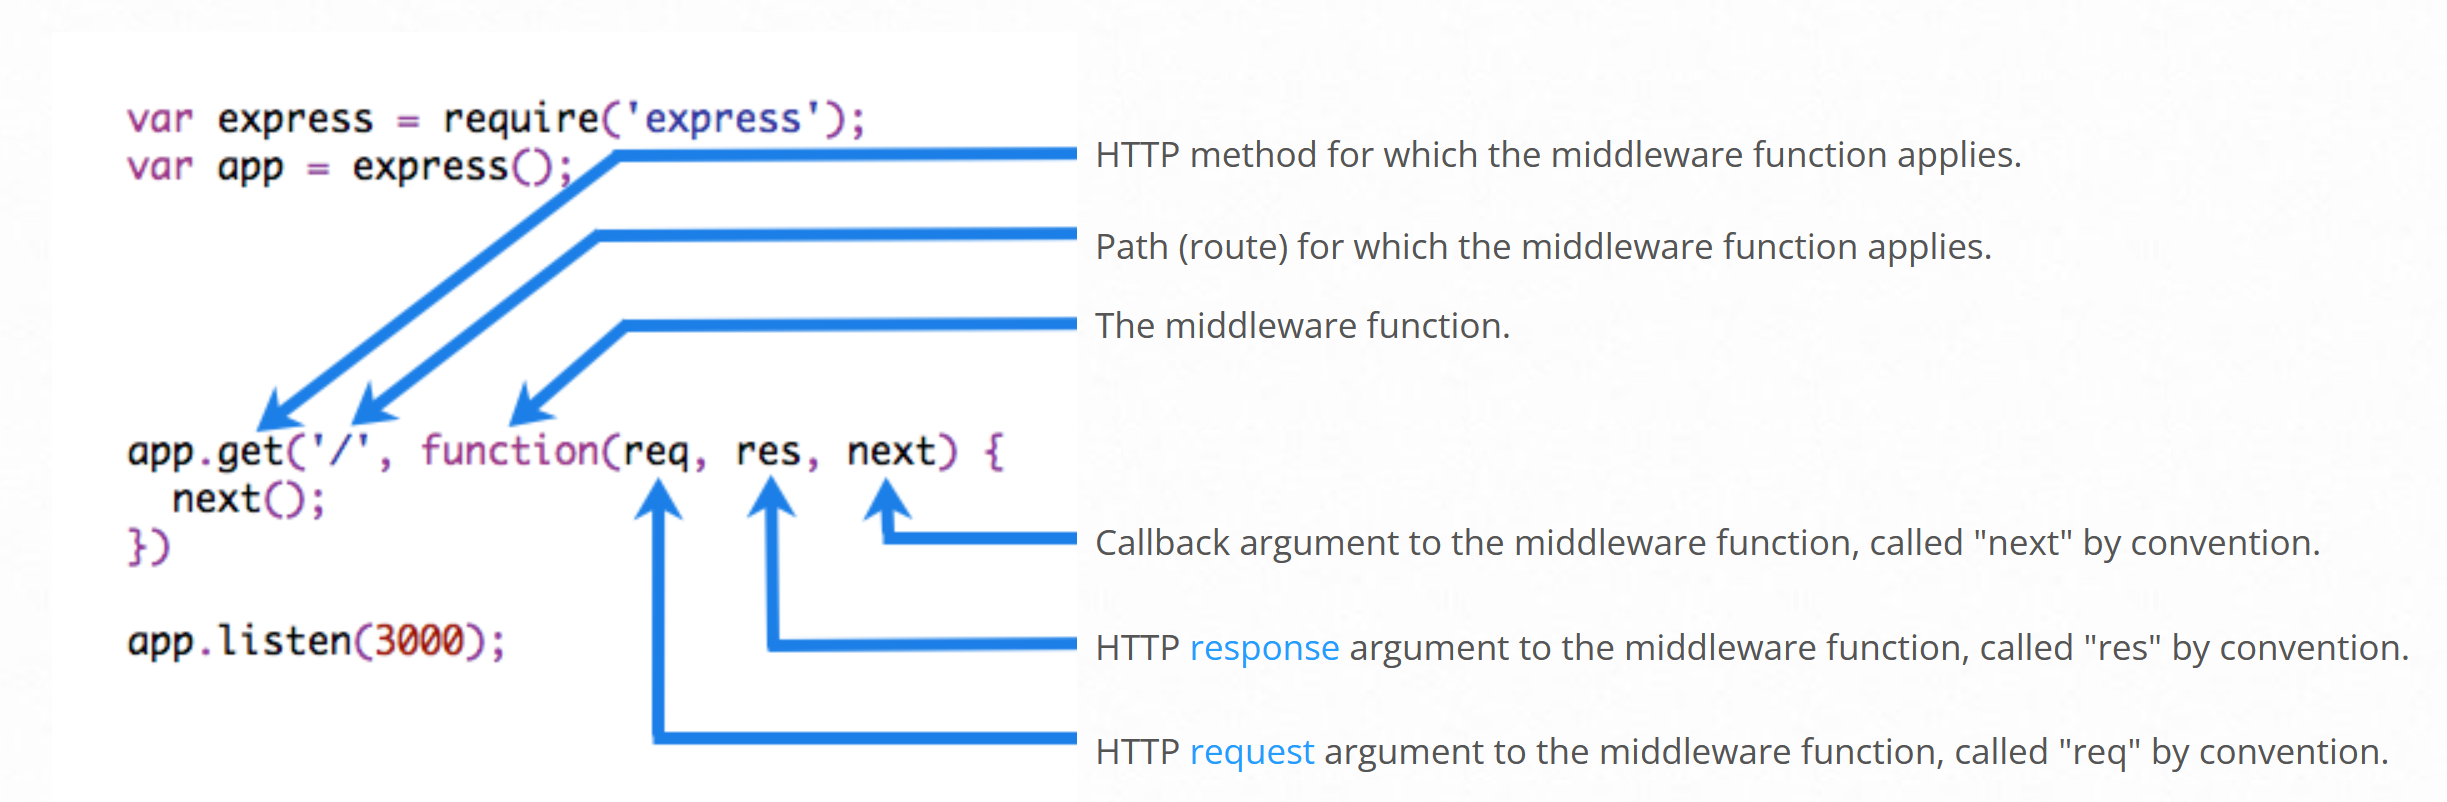 var express = require('express');
var app = express();
HTTP method for which the middleware function applies.
Path (route) for which the middleware function applies.
The middleware function.
app.get('/', function(req, res, next) {
  next();
})
Callback argument to the middleware function, called "next" by convention.
app.listen(3000);
HTTP response argument to the middleware function, called "res" by convention.
HTTP request argument to the middleware function, called "req" by convention.